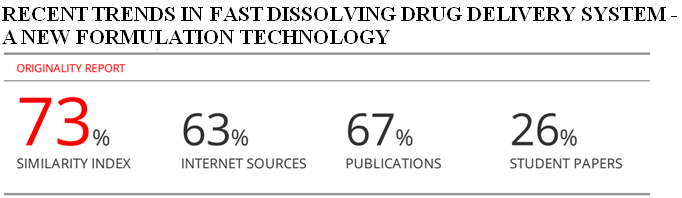 RECENT TRENDS IN FAST DISSOLVING DRUG DELIVERY SYSTEM -
A NEW FORMULATION TECHNOLOGY
ORIGINALITY REPORT
73% 63% 67% 26%
SIMILARITY INDEX INTERNET SOURCES PUBLICATIONS STUDENT PAPERS